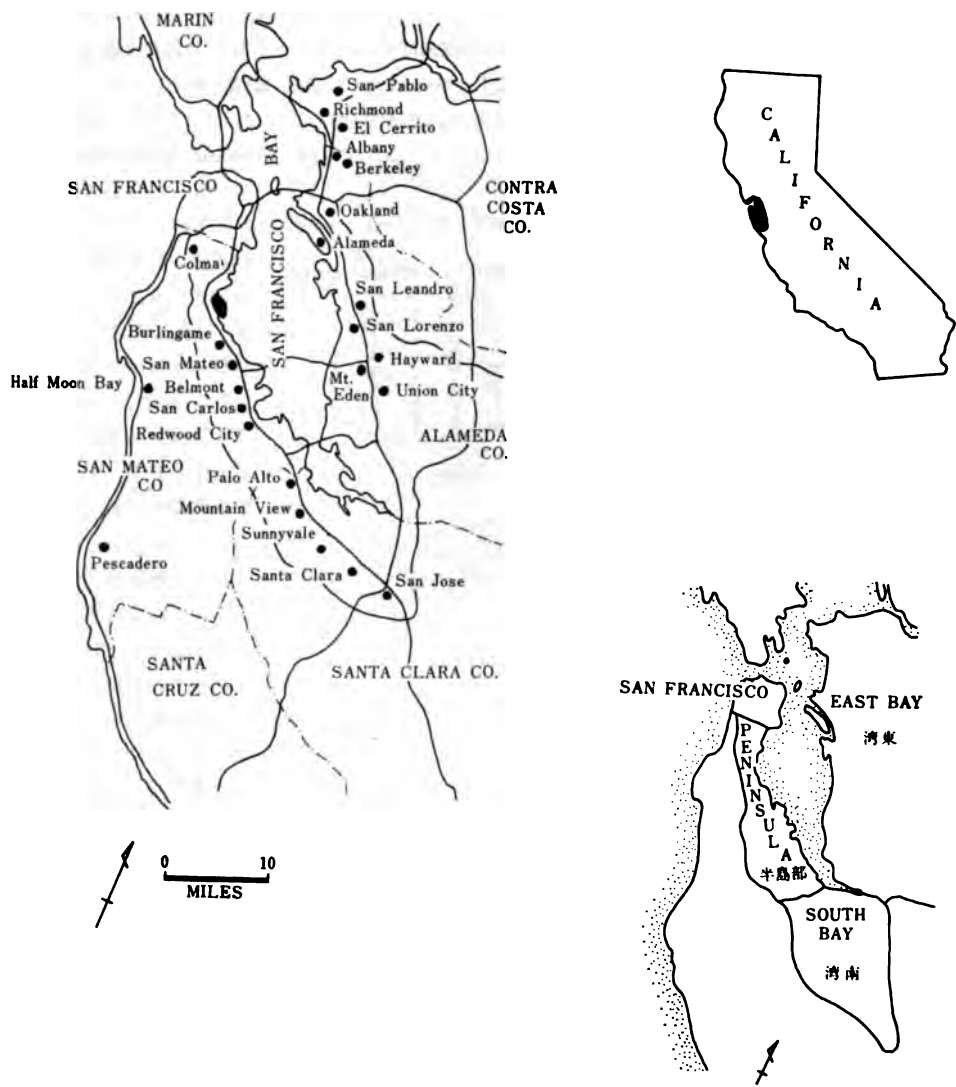 MARIN
CO.
San Pablo
Richmond
El Cerrito
Albany
Berkeley
BAY
SAN FRANCISCO
CONTRA
COSTA
CO.
Oakland
Alameda
Colma
SAN FRANCISCO
San Leandro
San Lorenzo
Burlingame
San Mateo
Hayward
Half Moon Bay
Belmont
Mt.
Eden
Union City
San Carlos
Redwood City
ALAMEDA
CO.
SAN MATEO
CO
Palo Alto
Mountain View
Sunnyvale
Pescadero
Santa Clara
San Jose
SANTA
CRUZ CO.
SANTA CLARA CO.
0 10
MILES
CALIFORNIA
SAN FRANCISCO
EAST BAY
湾東
PENINSULA
半島部
SOUTH
BAY
湾南